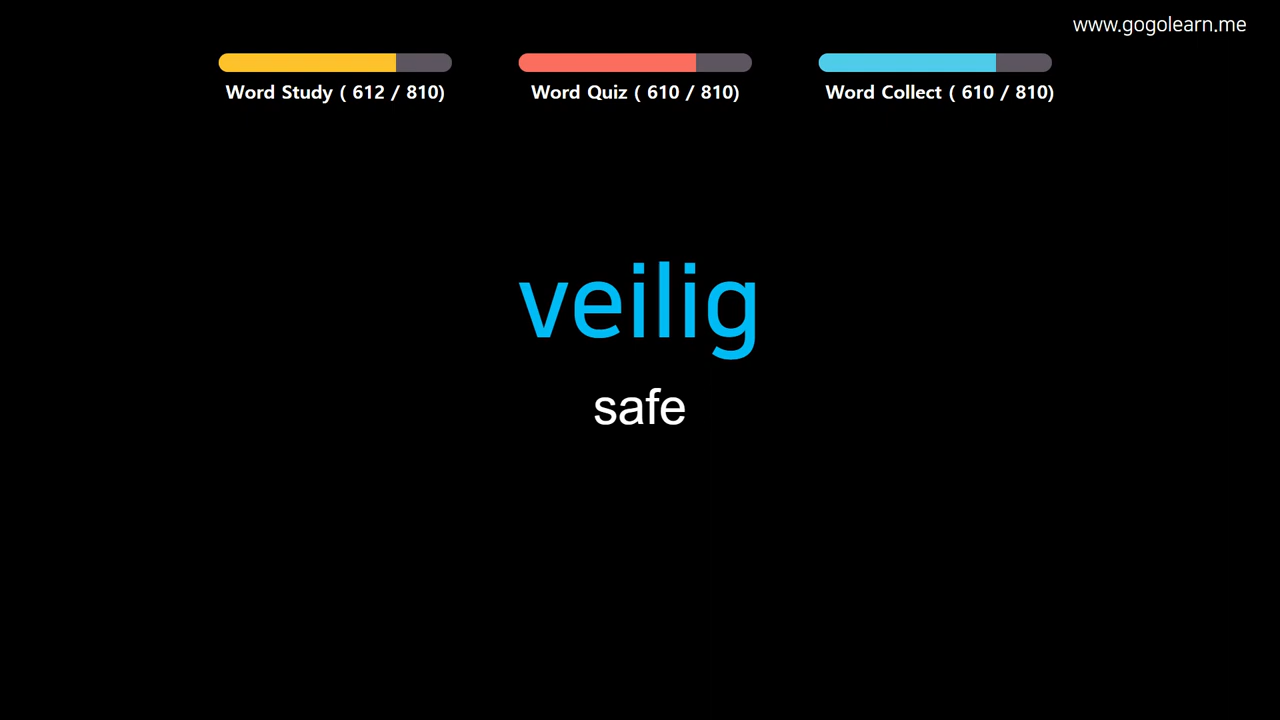 www.gogolearn.me
Word Study ( 612 / 810)
Word Quiz ( 610 / 810)
Word Collect ( 610 / 810)
veilig
safe